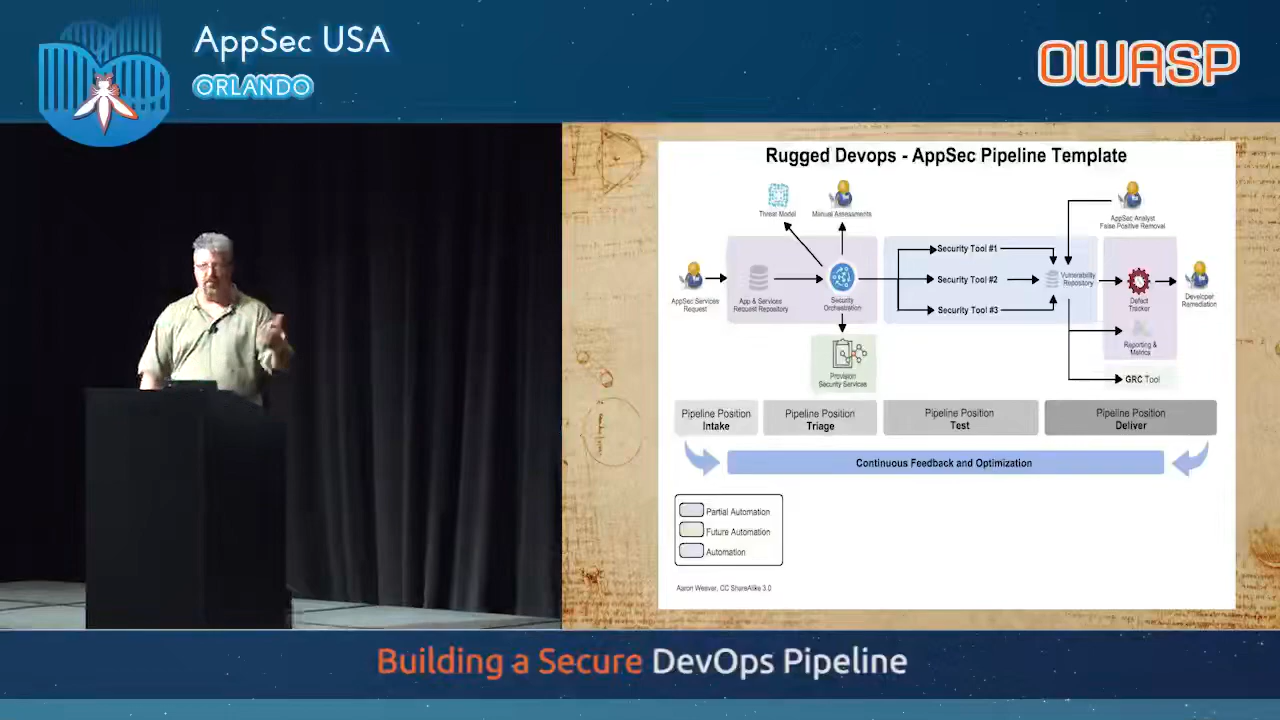 AppSec USA
ORLANDO
OWASP
Rugged Devops - AppSec Pipeline Template
Threat Model
Manual Assessments
AppSec Analyst
False Positive Removal
AppSec Services
Request
App & Services
Request Repository
Security
Orchestration
Security Tool #1
Security Tool #2
Security Tool #3
Vulnerability
Repository
Defect
Tracker
Developer
Remediation
Reporting &
Metrics
Provision
Security Services
GRC Tool
Pipeline Position
Intake
Pipeline Position
Triage
Pipeline Position
Test
Pipeline Position
Deliver
Continuous Feedback and Optimization
Partial Automation
Future Automation
Automation
Aaron Weaver, CC ShareAlike 3.0
Building a Secure DevOps Pipeline